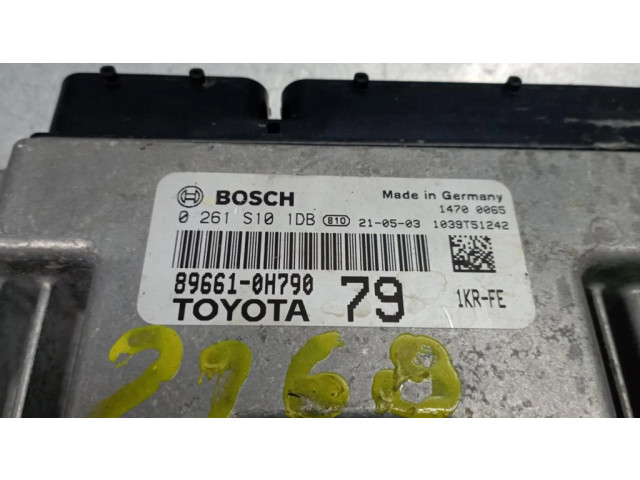 BOSCH
Made in Germany
1470 0065
0 261 S10 1DB 810 21-05-03 1039T51242
89661-0H790
TOYOTA
79
1KR-FE
2968